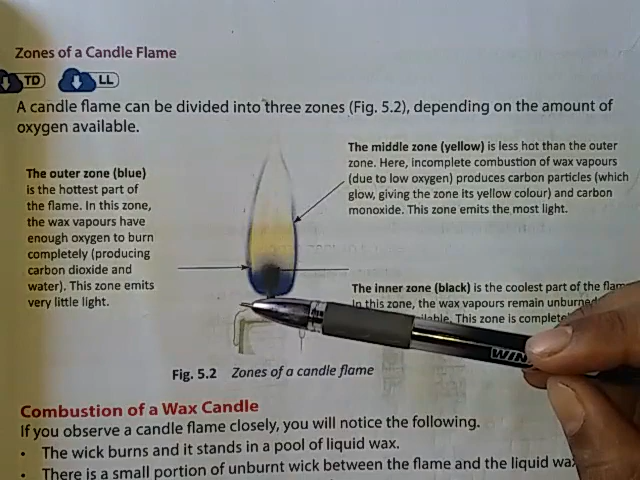 Zones of a Candle Flame
TD
LL
A candle flame can be divided into three zones (Fig. 5.2), depending on the amount of
oxygen available.
The outer zone (blue)
is the hottest part of
the flame. In this zone,
the wax vapours have
enough oxygen to burn
completely (producing
carbon dioxide and
water). This zone emits
very little light.
The middle zone (yellow) is less hot than the outer
zone. Here, incomplete combustion of wax vapours
(due to low oxygen) produces carbon particles (which
glow, giving the zone its yellow colour) and carbon
monoxide. This zone emits the most light.
The inner zone (black) is the coolest part of the
In this zone, the wax vapours remain
This zone is
WIN
Fig. 5.2 Zones of a candle flame
Combustion of a Wax Candle
If you observe a candle flame closely, you will notice the following.
• The wick burns and it stands in a pool of liquid wax.
• There is a small portion of unburnt wick between the flame and the liquid